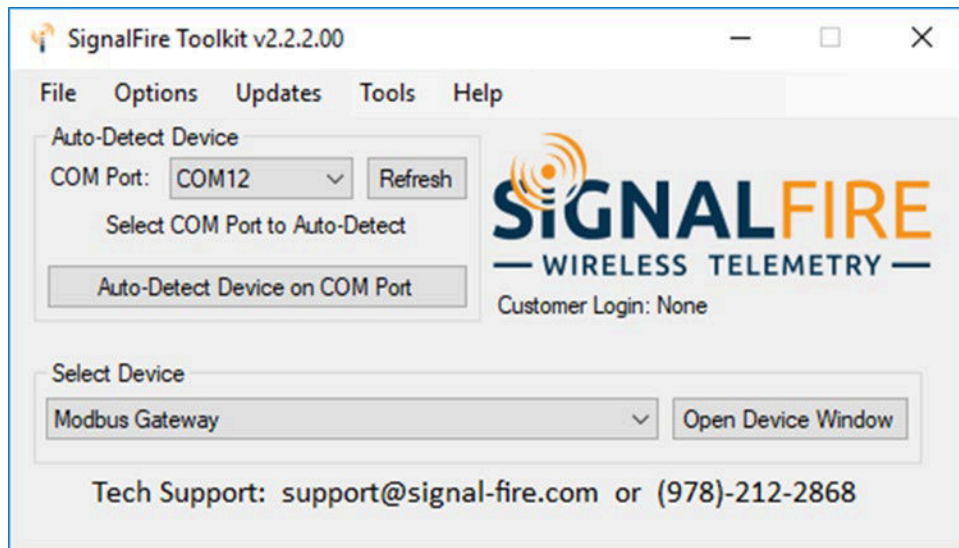 SignalFire Toolkit v2.2.2.00
File Options Updates Tools Help
Auto-Detect Device
COM Port: COM12 Refresh
Select COM Port to Auto-Detect
Auto-Detect Device on COM Port
SIGNALFIRE
WIRELESS TELEMETRY
Customer Login: None
Select Device
Modbus Gateway Open Device Window
Tech Support: support@signal-fire.com or (978)-212-2868